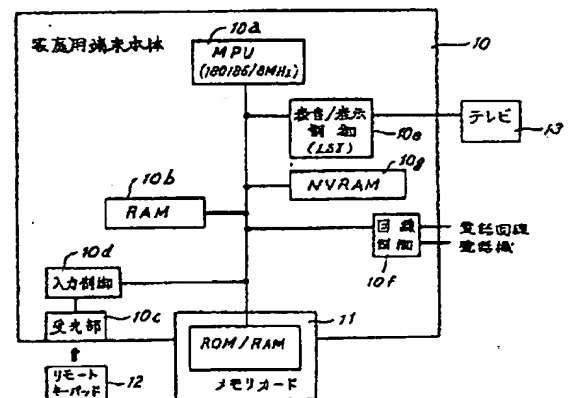 家庭用端末本体
10
10a
MPU
(I80186/8MHz)
発音/表示
制御
(LSI)
10e
テレビ
13
10g
NVRAM
10b
RAM
回線
制御
10f
電話回線
電話機
10d
入力制御
受光部
10c
11
ROM/RAM
メモリカード
リモート
キーパッド
12